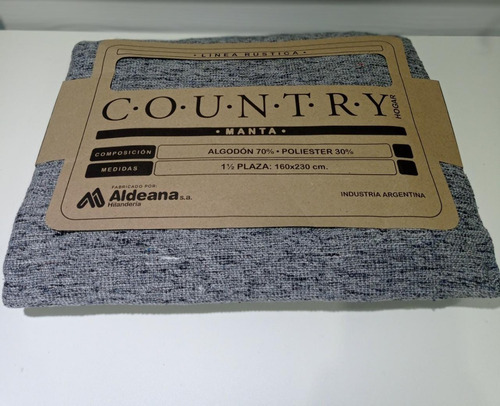 • LINEA RUSTICA •
C•O•U•N•T•R•Y HOGAR
• MANTA •
COMPOSICIÓN ALGODÓN 70% • POLIESTER 30%
MEDIDAS 1½ PLAZA: 160x230 cm.
FABRICADO POR:
Aldeana s.a.
Hilandería
INDUSTRIA ARGENTINA